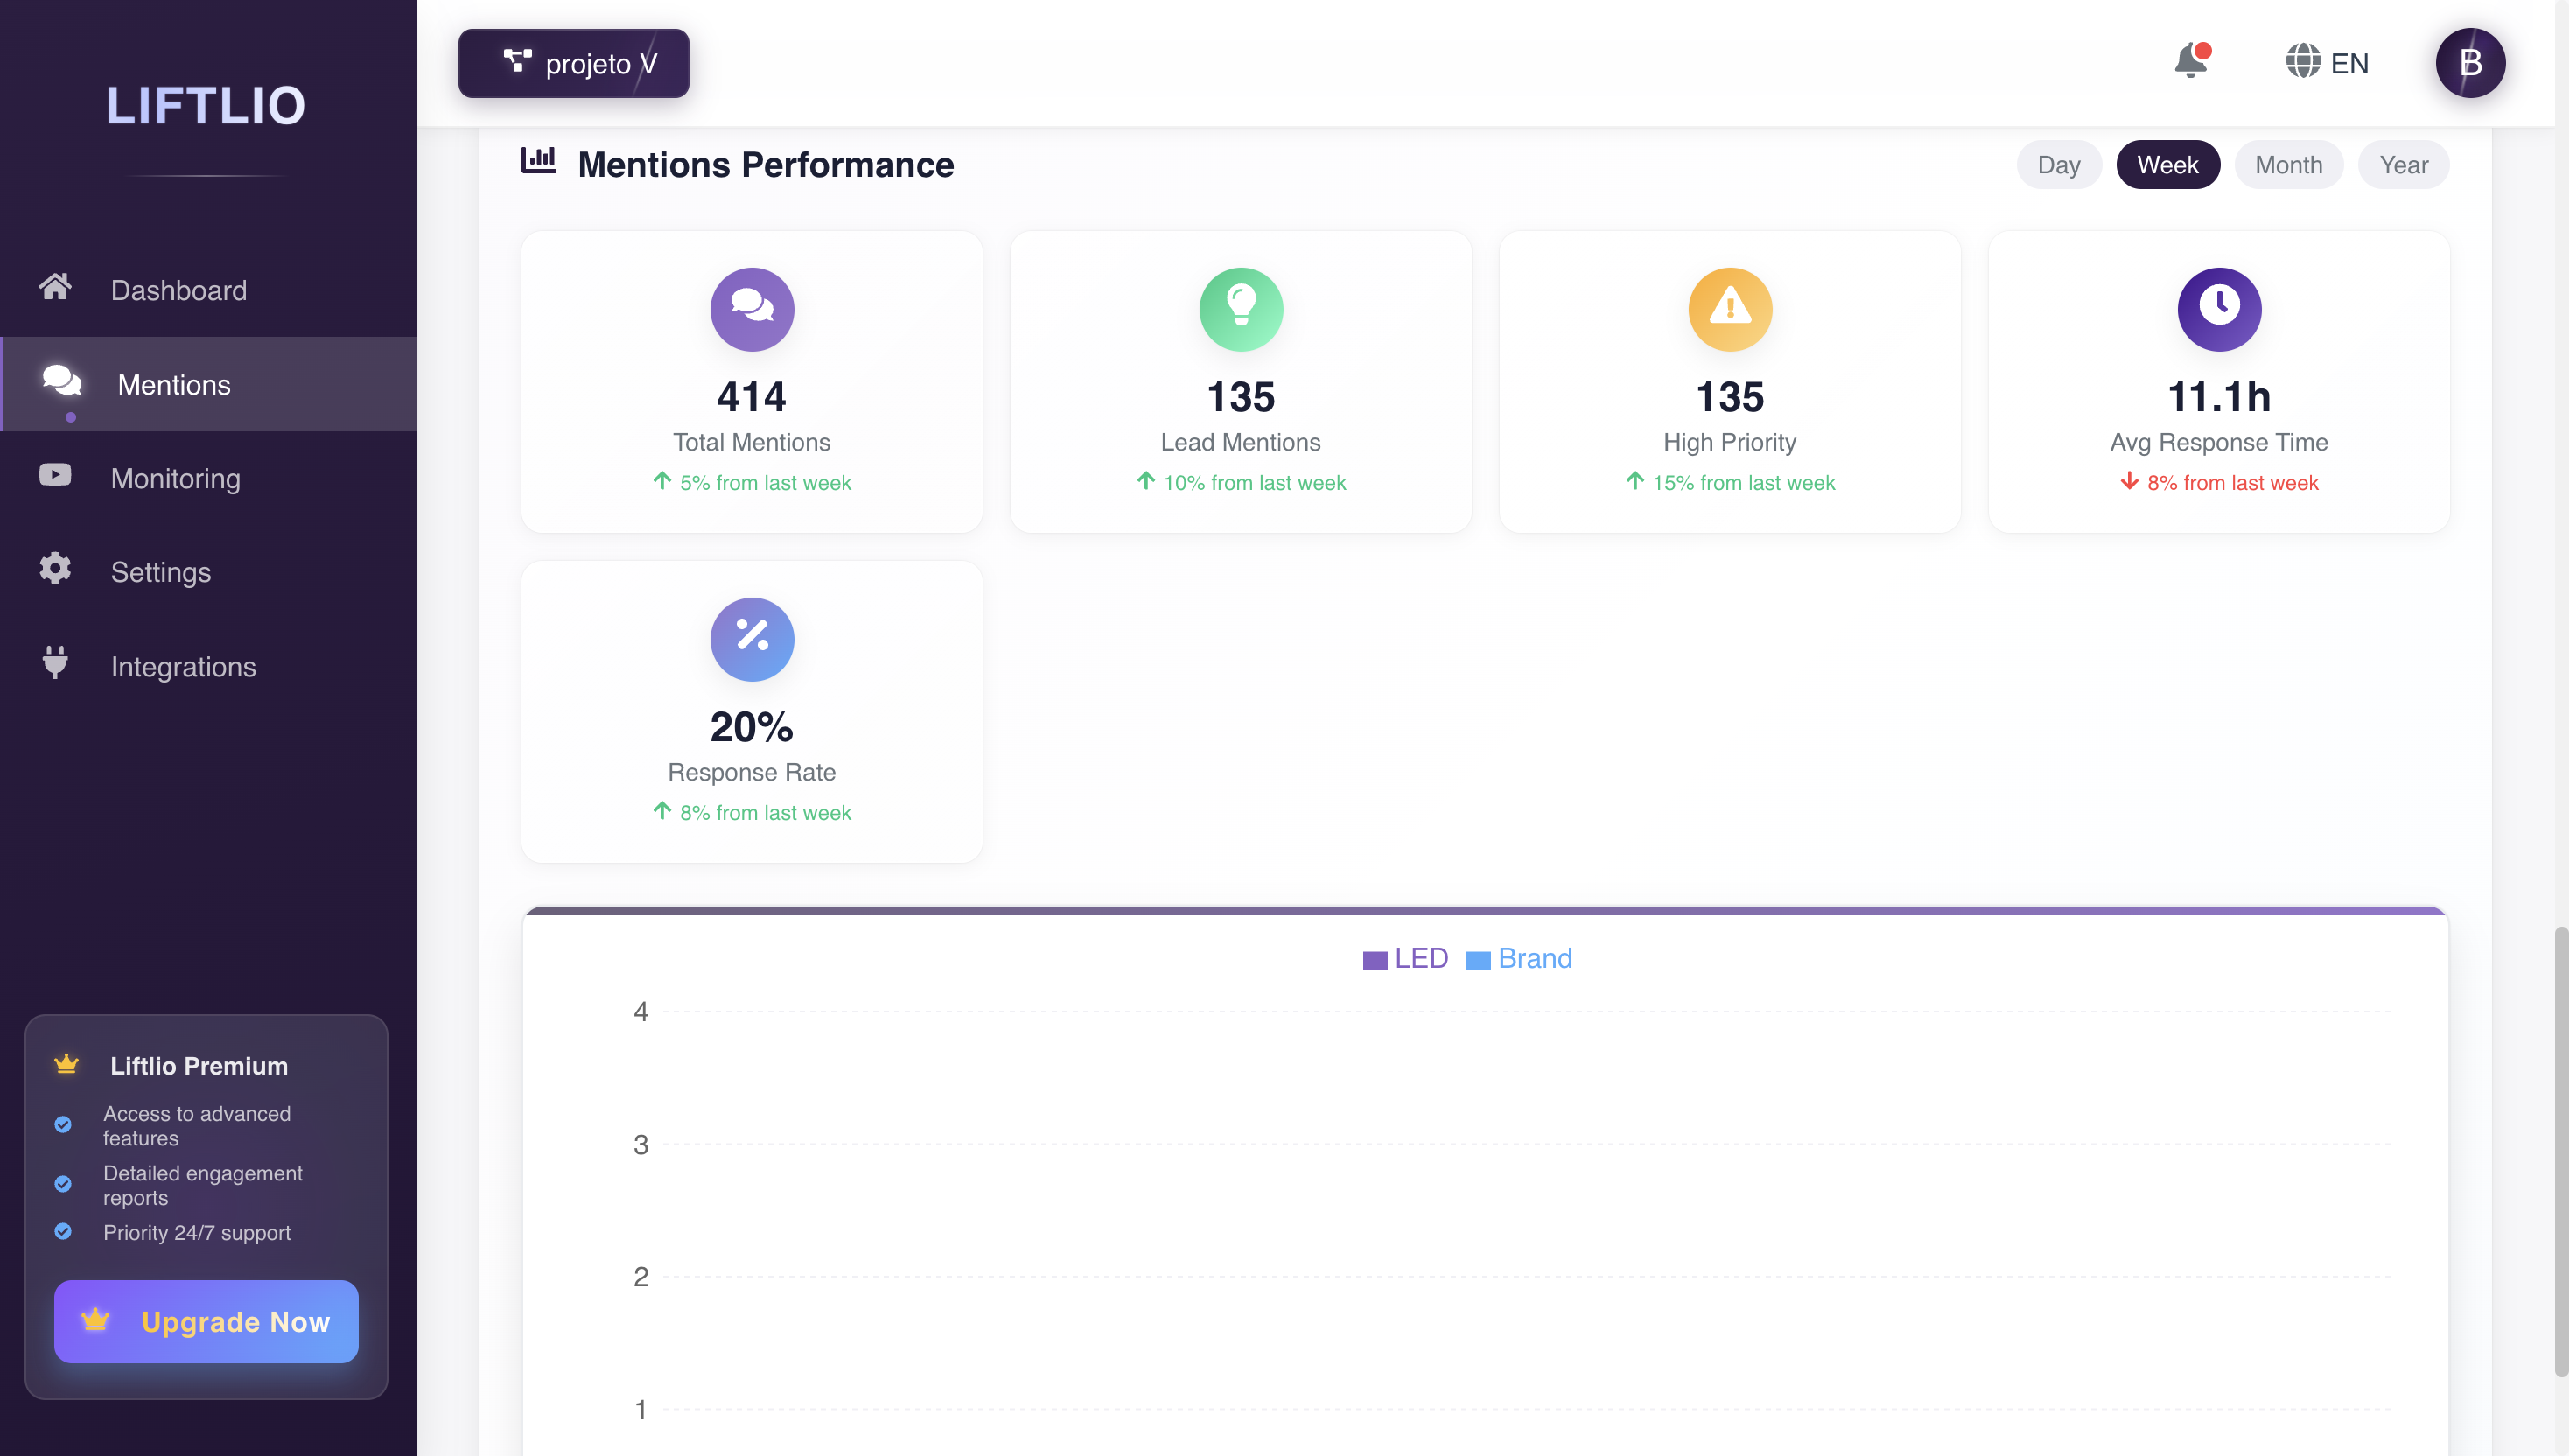 LIFTLIO
projeto V
EN
B
Dashboard
Mentions
Monitoring
Settings
Integrations
Liftlio Premium
Access to advanced
features
Detailed engagement
reports
Priority 24/7 support
Upgrade Now
Mentions Performance
Day
Week
Month
Year
414
Total Mentions
5% from last week
135
Lead Mentions
10% from last week
135
High Priority
15% from last week
11.1h
Avg Response Time
8% from last week
20%
Response Rate
8% from last week
LED
Brand
4
3
2
1